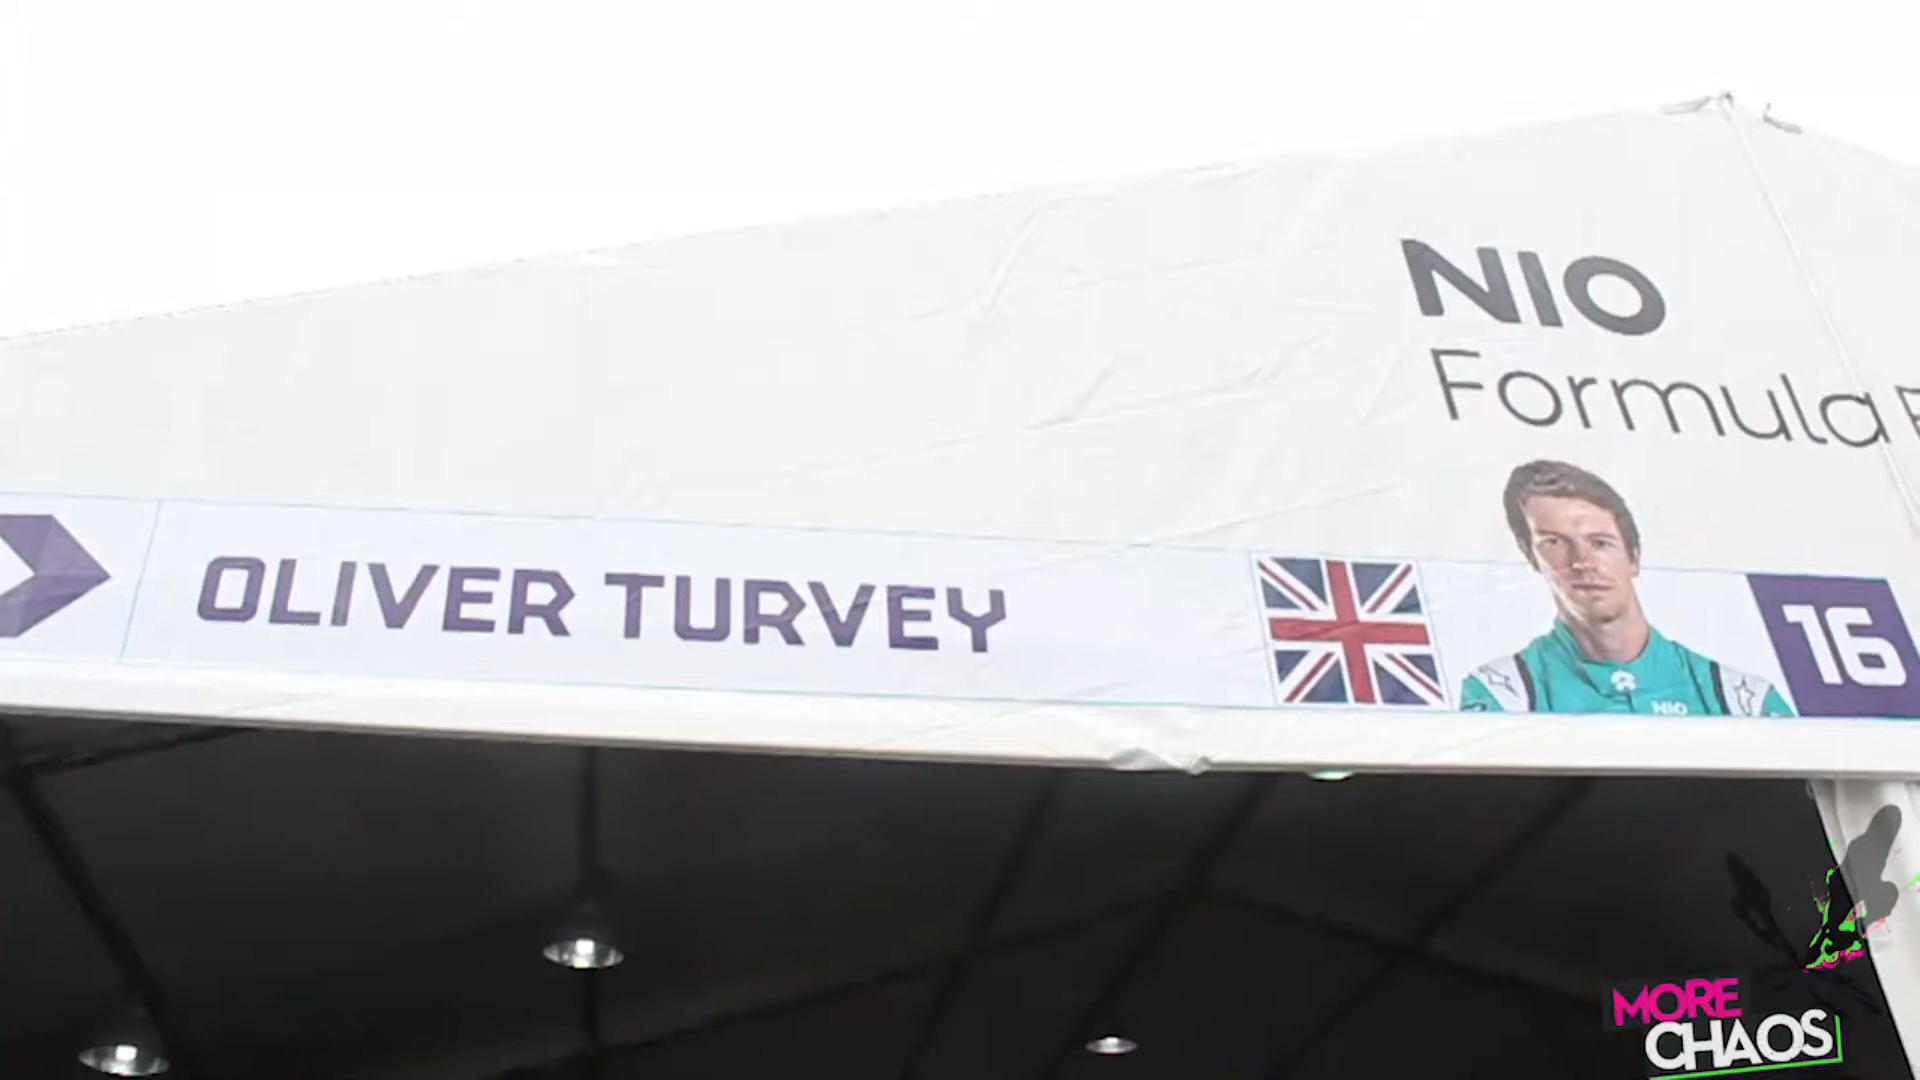 NIO
Formula
OLIVER TURVEY
16
NIO
MORE
CHAOS